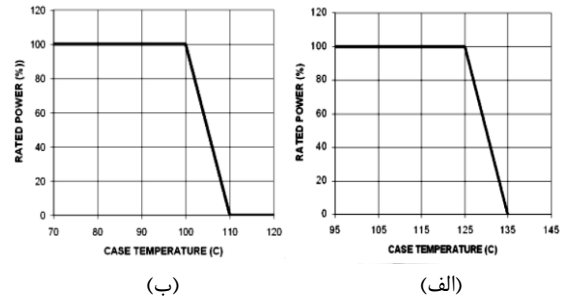 120
100
80
60
40
20
0
RATED POWER (%))
70 80 90 100 110 120
CASE TEMPERATURE (C)
(ب)
120
100
80
60
40
20
0
RATED POWER (%)
95 105 115 125 135 145
CASE TEMPERATURE (C)
(الف)